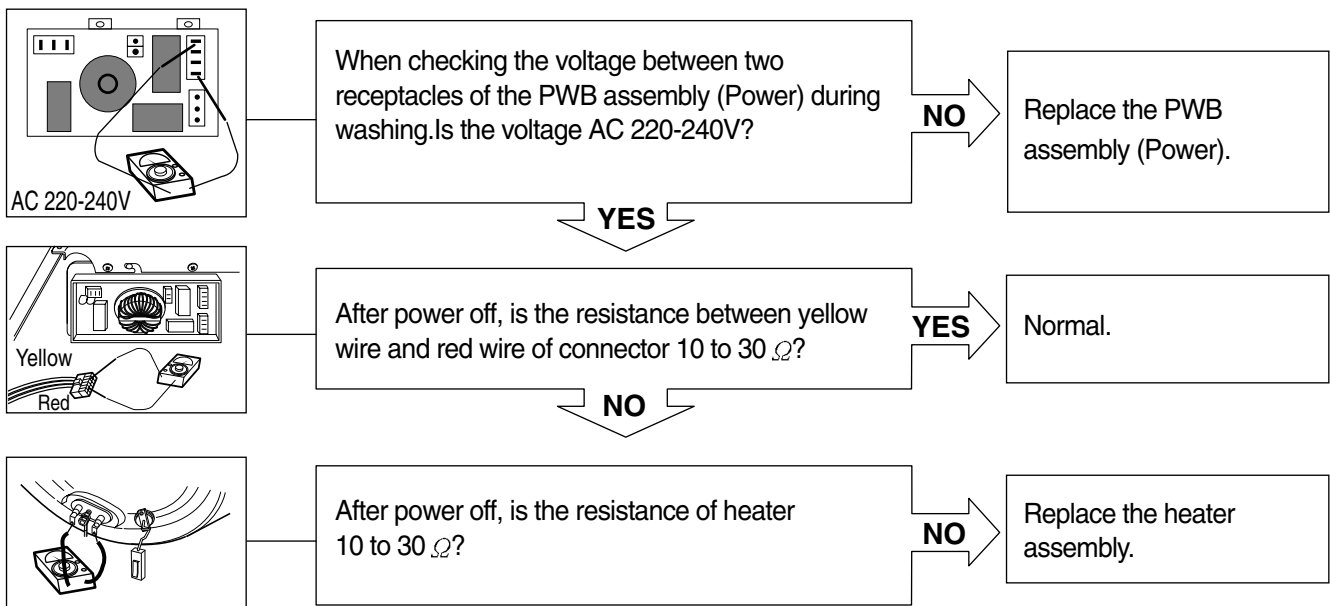 AC 220-240V
When checking the voltage between two
receptacles of the PWB assembly (Power) during
washing.Is the voltage AC 220-240V?
NO
Replace the PWB
assembly (Power).
YES
Yellow
Red
After power off, is the resistance between yellow
wire and red wire of connector 10 to 30 Ω?
YES
Normal.
NO
After power off, is the resistance of heater
10 to 30 Ω?
NO
Replace the heater
assembly.